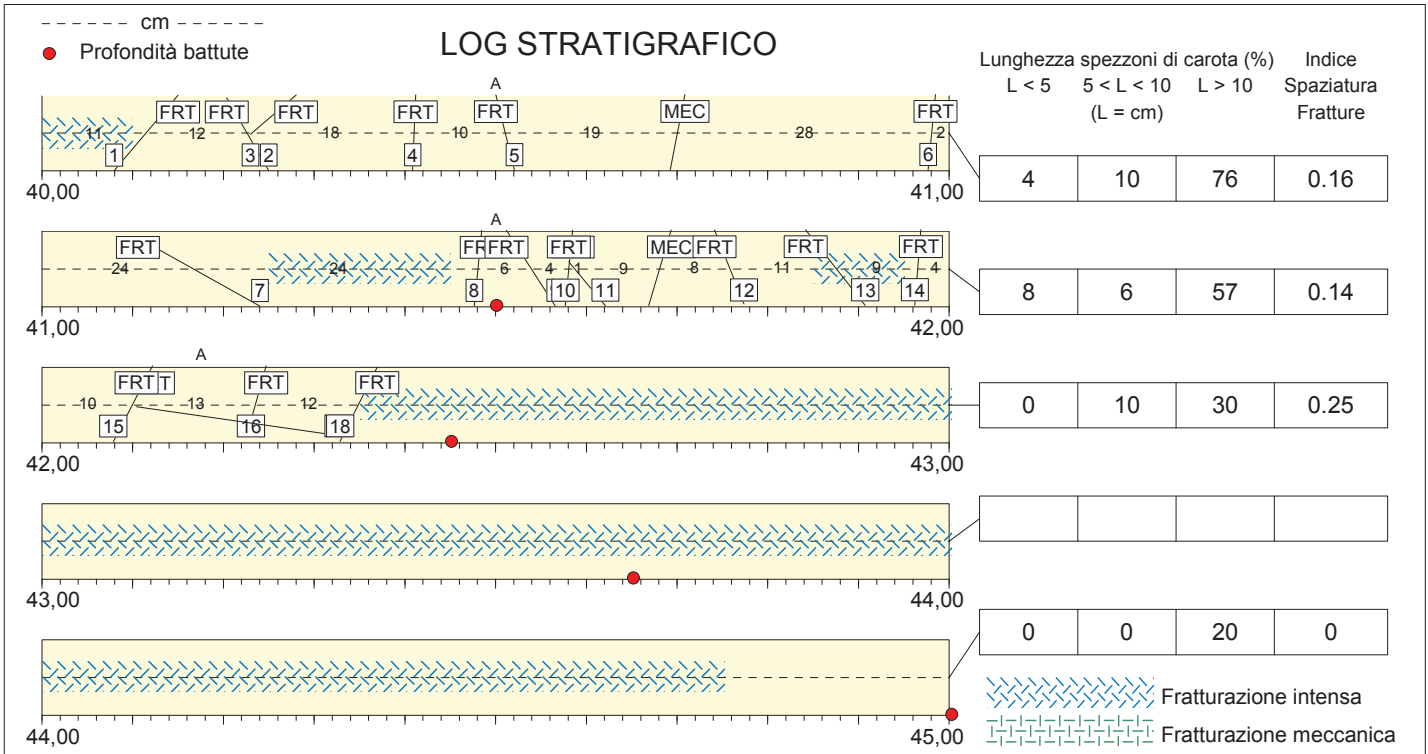 cm
Profondità battute
LOG STRATIGRAFICO
Lunghezza spezzoni di carota (%)
Indice
L < 5
5 < L < 10
L > 10
Spaziatura
(L = cm)
Fratture
A
FRT FRT FRT FRT FRT MEC FRT
11 12 18 10 19 28 2
1 3 2 4 5 6
40,00 41,00
4 10 76 0.16
A
FRT FRT FRT MEC FRT FRT FRT
24 24 6 4 1 9 8 11 9 4
7 8 10 11 12 13 14
41,00 42,00
8 6 57 0.14
A
FRT T FRT FRT
10 13 12
15 16 18
42,00 43,00
0 10 30 0.25
43,00 44,00
0 0 20 0
44,00 45,00
Fratturazione intensa
Fratturazione meccanica